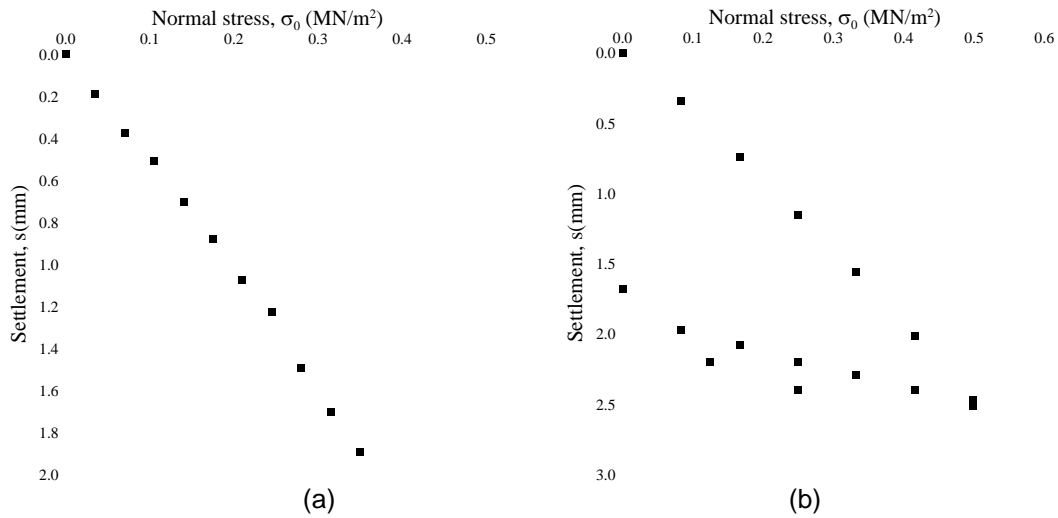 Normal stress, σ₀ (MN/m²)
0.0 0.1 0.2 0.3 0.4 0.5
0.0
0.2
0.4
0.6
0.8
1.0
1.2
1.4
1.6
1.8
2.0
Settlement, s(mm)
(a)
Normal stress, σ₀ (MN/m²)
0.0 0.1 0.2 0.3 0.4 0.5 0.6
0.0
0.5
1.0
1.5
2.0
2.5
3.0
Settlement, s(mm)
(b)